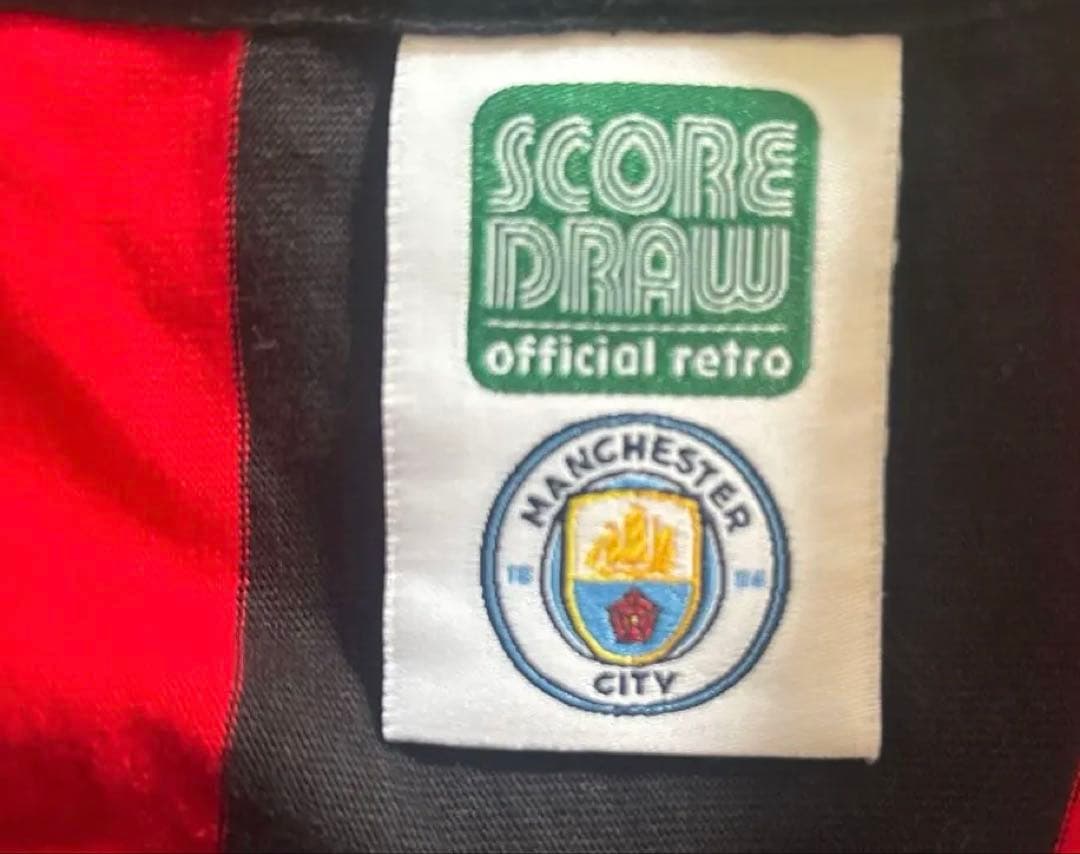 SCORE
DRAW
official retro
MANCHESTER
18 94
CITY